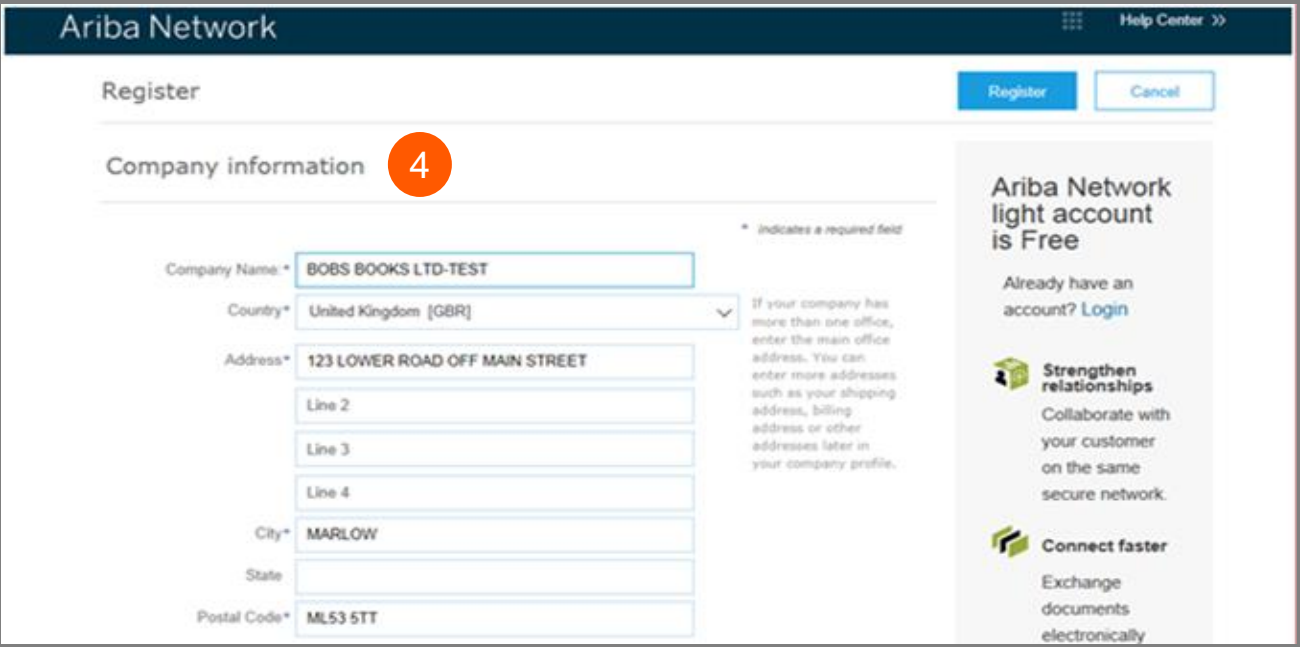 Ariba Network
Help Center »
Register
Register
Cancel
Company information
4
* Indicates a required field
Company Name:* BOBS BOOKS LTD-TEST
Country* United Kingdom [GBR]
Address* 123 LOWER ROAD OFF MAIN STREET
Line 2
Line 3
Line 4
City* MARLOW
State
Postal Code* ML53 5TT
If your company has
more than one office,
enter the main office
address. You can
enter more addresses
such as your shipping
address, billing
address or other
addresses later in
your company profile.
Ariba Network
light account
is Free
Already have an
account? Login
Strengthen
relationships
Collaborate with
your customer
on the same
secure network.
Connect faster
Exchange
documents
electronically